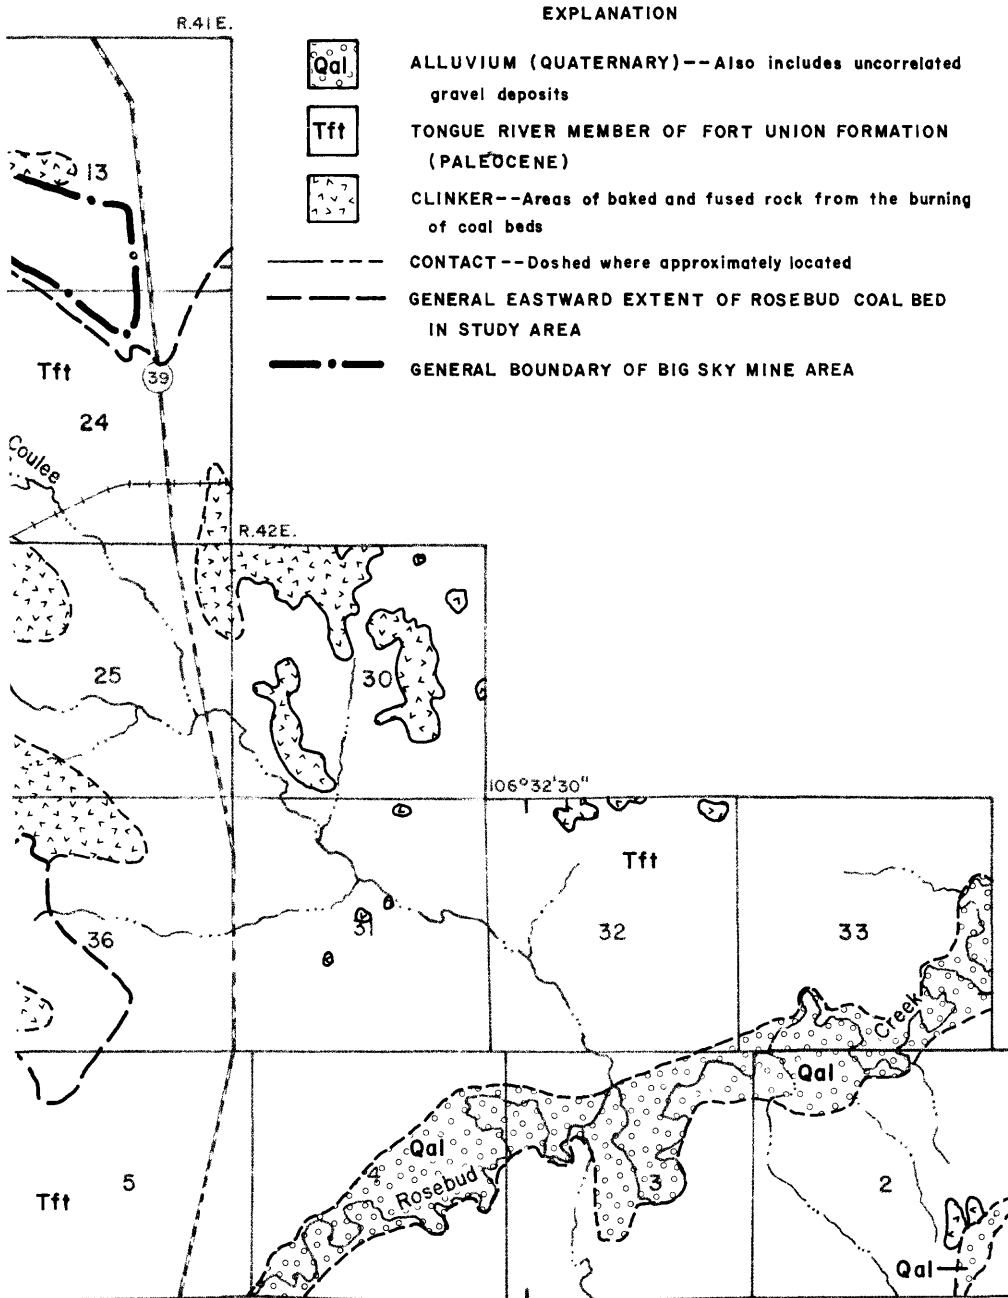 EXPLANATION
R.41E.
Qal
ALLUVIUM (QUATERNARY)--Also includes uncorrelated
gravel deposits
Tft
TONGUE RIVER MEMBER OF FORT UNION FORMATION
(PALEOCENE)
CLINKER--Areas of baked and fused rock from the burning
of coal beds
CONTACT--Doshed where approximately located
GENERAL EASTWARD EXTENT OF ROSEBUD COAL BED
IN STUDY AREA
GENERAL BOUNDARY OF BIG SKY MINE AREA
13
Tft
39
24
Coulee
R.42E.
25
30
106°32'30"
Tft
36
31
32
33
Creek
Qal
Qal
4
Rosebud
5
3
2
Tft
Qal